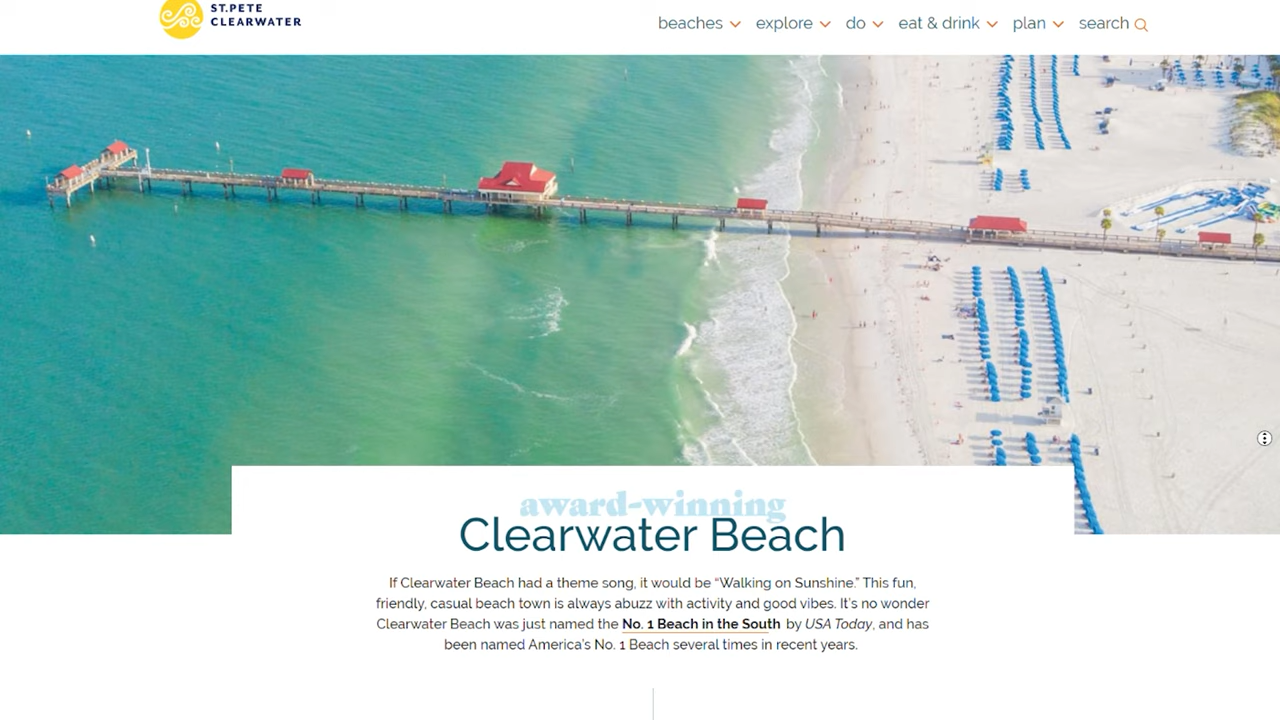 ST.PETE
CLEARWATER
beaches explore do eat & drink plan search
award-winning
Clearwater Beach
If Clearwater Beach had a theme song, it would be “Walking on Sunshine.” This fun,
friendly, casual beach town is always abuzz with activity and good vibes. It’s no wonder
Clearwater Beach was just named the No. 1 Beach in the South by USA Today, and has
been named America’s No. 1 Beach several times in recent years.